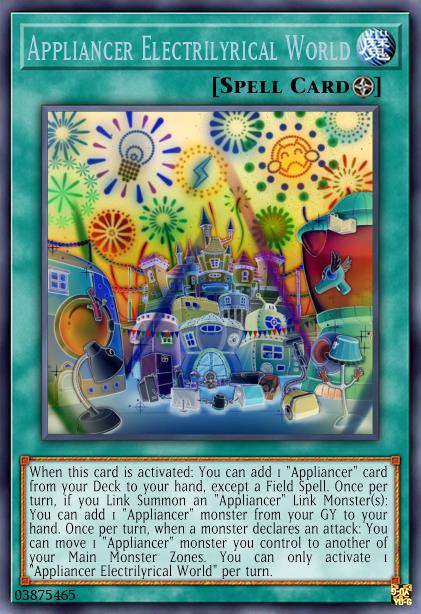 Appliancer Electrilyrical World
魔
[Spell Card]
When this card is activated: You can add 1 "Appliancer" card
from your Deck to your hand, except a Field Spell. Once per
turn, if you Link Summon an "Appliancer" Link Monster(s):
You can add 1 "Appliancer" monster from your GY to your
hand. Once per turn, when a monster declares an attack: You
can move 1 "Appliancer" monster you control to another of
your Main Monster Zones. You can only activate 1
"Appliancer Electrilyrical World" per turn.
03875465